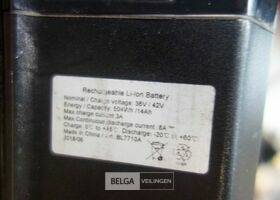 Rechargeable Li-Ion Battery
Nominal / Charge voltage: 36V / 42V
Energy / Capacity: 504Wh /14Ah
Max charge current: 3A
Max Continuous discharge current: 6A
Charge: 0℃ to +45℃ Discharge: -20℃ to +60℃
Made in China BL7710A
2018/06
BELGA VEILINGEN